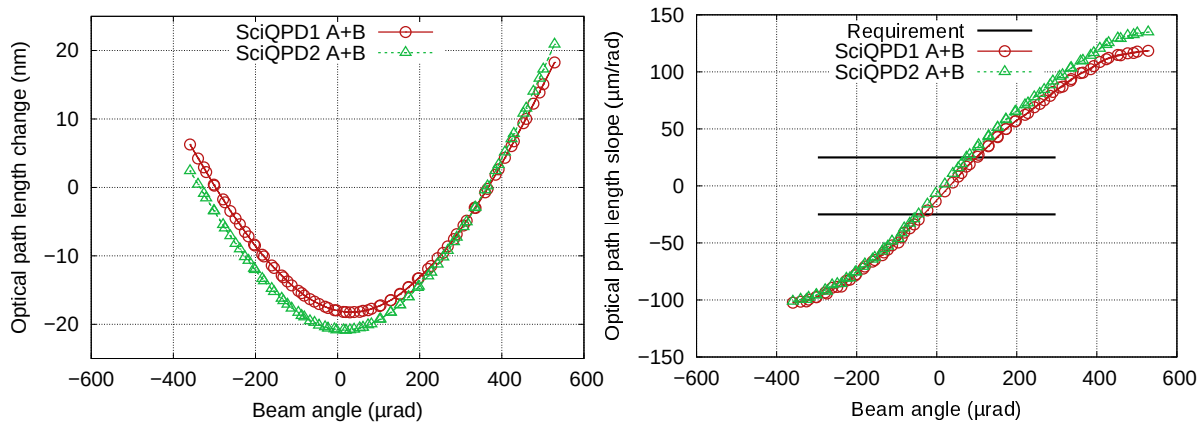 SciQPD1 A+B
SciQPD2 A+B
Optical path length change (nm)
20
10
0
−10
−20
−600 −400 −200 0 200 400 600
Beam angle (μrad)
Requirement
SciQPD1 A+B
SciQPD2 A+B
Optical path length slope (μm/rad)
150
100
50
0
−50
−100
−150
−600 −400 −200 0 200 400 600
Beam angle (μrad)